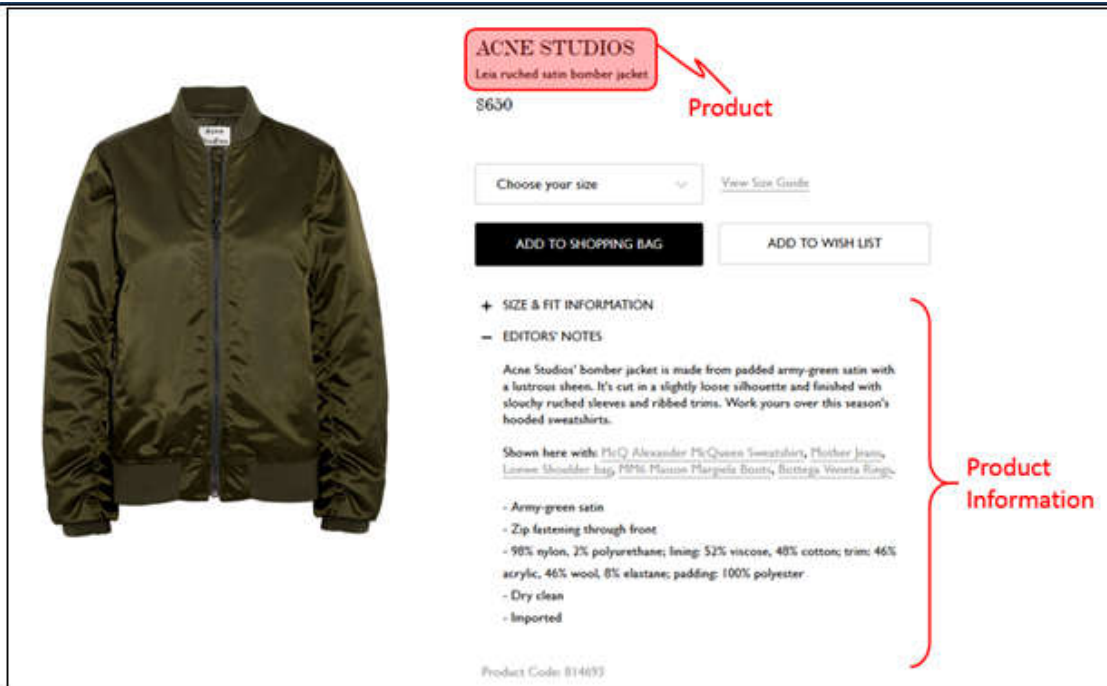 ACNE STUDIOS
Leia ruched satin bomber jacket
$650
Product
Acne
Studios
Choose your size
View Size Guide
ADD TO SHOPPING BAG
ADD TO WISH LIST
+ SIZE & FIT INFORMATION
− EDITORS' NOTES
Acne Studios' bomber jacket is made from padded army-green satin with
a lustrous sheen. It's cut in a slightly loose silhouette and finished with
slouchy ruched sleeves and ribbed trims. Work yours over this season's
hooded sweatshirts.
Shown here with: McQ Alexander McQueen Sweatshirt, Mother Jeans,
Loewe Shoulder bag, MM6 Maison Margiela Boots, Bottega Veneta Rings.
- Army-green satin
- Zip fastening through front
- 98% nylon, 2% polyurethane; lining: 52% viscose, 48% cotton; trim: 46%
acrylic, 46% wool, 8% elastane; padding: 100% polyester
- Dry clean
- Imported
Product
Information
Product Code: 814693